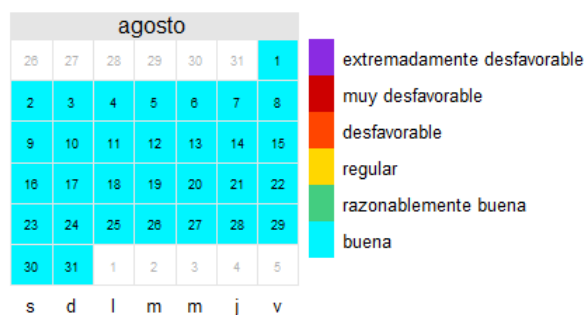 agosto
26 27 28 29 30 31 1
2 3 4 5 6 7 8
9 10 11 12 13 14 15
16 17 18 19 20 21 22
23 24 25 26 27 28 29
30 31 1 2 3 4 5
s d l m m j v
extremadamente desfavorable
muy desfavorable
desfavorable
regular
razonablemente buena
buena